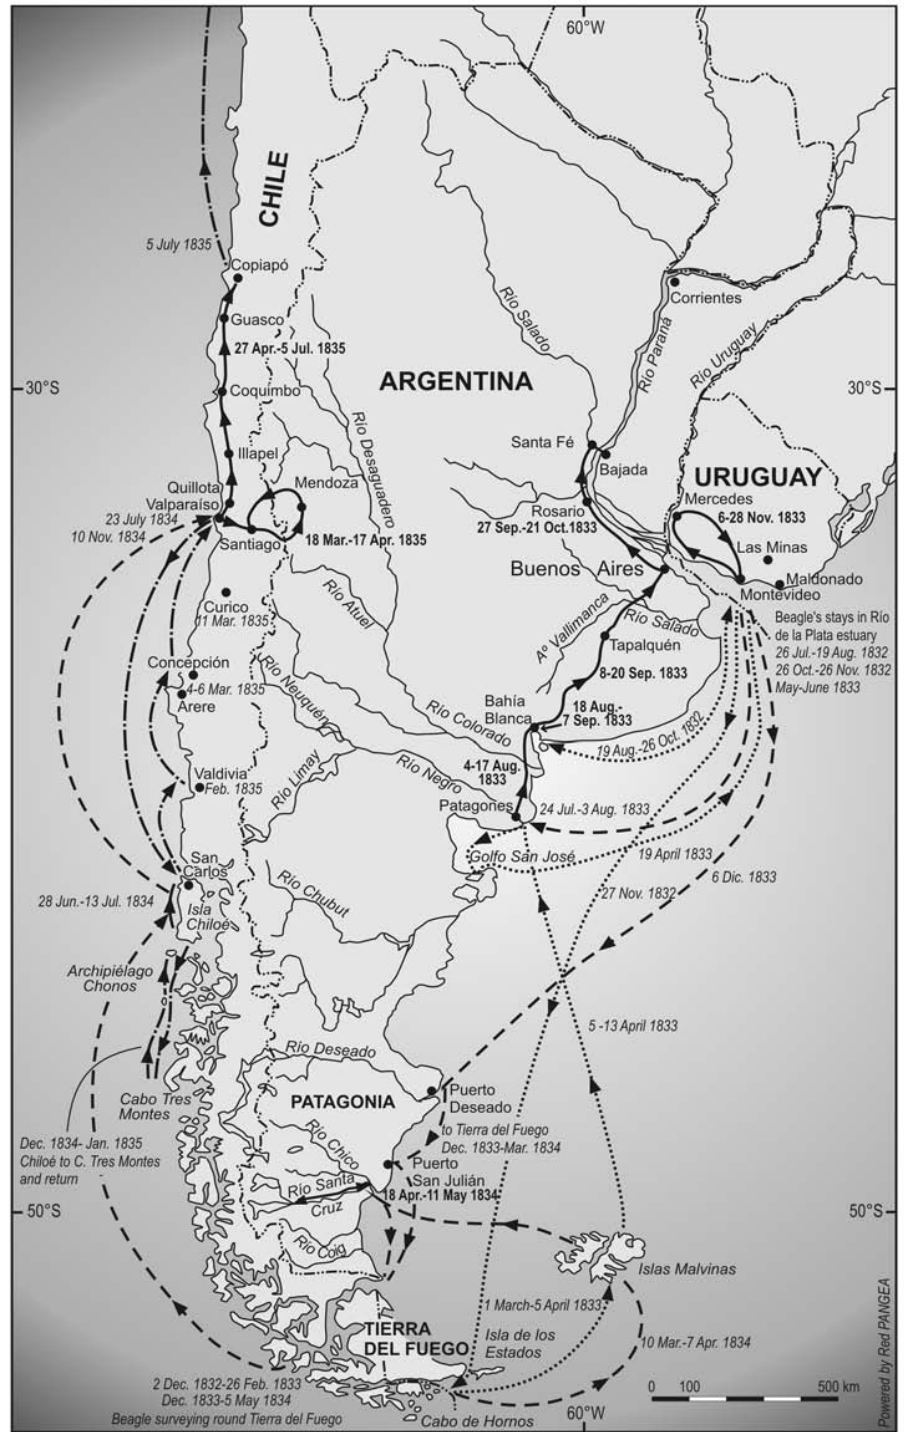 60°W
CHILE
5 July 1835
Copiapó
Corrientes
Río Salado
Río Paraná
Río Uruguay
Guasco
27 Apr.-5 Jul. 1835
30°S
ARGENTINA
30°S
Coquimbo
Río Desaguadero
Santa Fé
Illapel
Bajada
URUGUAY
Quillota
Mendoza
Valparaíso
Mercedes
Rosario
6-28 Nov. 1833
23 July 1834
27 Sep.-21 Oct.1833
10 Nov. 1834
Santiago
18 Mar.-17 Apr. 1835
Las Minas
Buenos Aires
Maldonado
Montevideo
Río Atuel
Curico
11 Mar. 1835
Aº Vallimanca
Río Salado
Beagle's stays in Río
de la Plata estuary
26 Jul.-19 Aug. 1832
26 Oct.-26 Nov. 1832
May-June 1833
Tapalquén
Concepción
8-20 Sep. 1833
4-6 Mar. 1835
Arere
Río Neuquén
Río Colorado
Bahía
Blanca
18 Aug.-
7 Sep. 1833
19 Aug.-26 Oct. 1832
4-17 Aug.
1833
Río Limay
Río Negro
Valdivia
Feb. 1835
Patagones
24 Jul.-3 Aug. 1833
Golfo San José
19 April 1833
San
Carlos
6 Dic. 1833
27 Nov. 1832
Río Chubut
28 Jun.-13 Jul. 1834
Isla
Chiloé
Archipiélago
Chonos
5 -13 April 1833
Río Deseado
Cabo Tres
Montes
PATAGONIA
Puerto
Deseado
to Tierra del Fuego
Dec. 1833-Mar. 1834
Río Chico
Dec. 1834- Jan. 1835
Chiloé to C. Tres Montes
and return
Puerto
San Julián
Río Santa
Cruz
18 Apr.-11 May 1834
50°S
50°S
Río Coig
Islas Malvinas
1 March-5 April 1833
TIERRA
DEL FUEGO
Isla de los
Estados
10 Mar.-7 Apr. 1834
2 Dec. 1832-26 Feb. 1833
Dec. 1833-5 May 1834
Beagle surveying round Tierra del Fuego
Cabo de Hornos
60°W
0 100 500 km
Powered by Red PANGEA